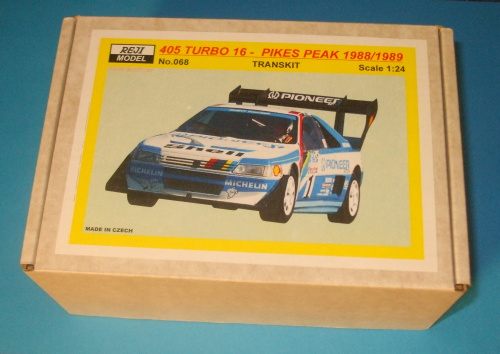 REJI
MODEL
405 TURBO 16 - PIKES PEAK 1988/1989
No.068
TRANSKIT
Scale 1:24
PIONEER
Shell
PIONEER
MICHELIN
MICHELIN
1
MADE IN CZECH